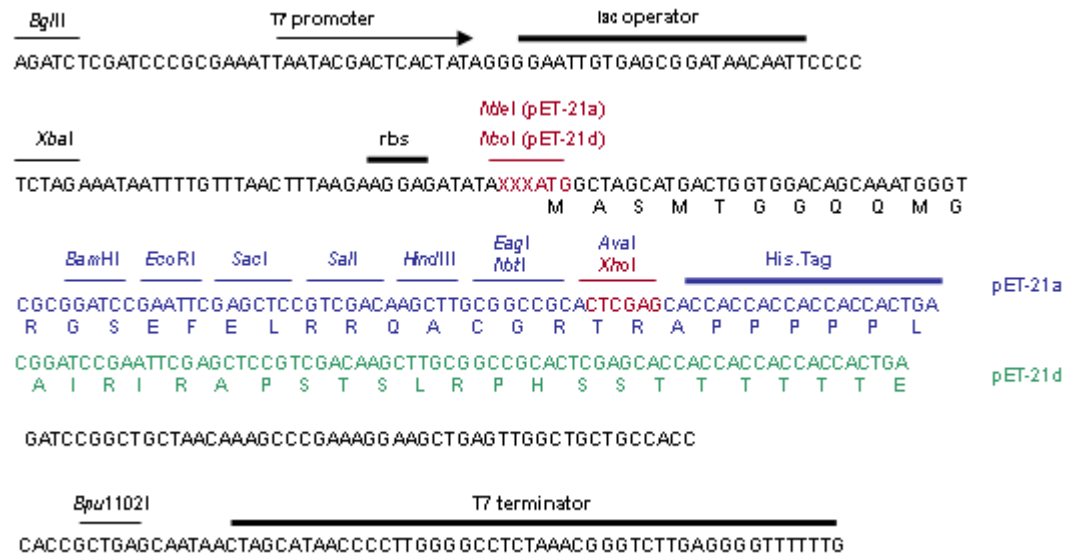 BglII T7 promoter lac operator
AGATCTCGATCCCGCGAAATTAATACGACTCACTATAGGGGAATTGTGAGCGGATAACAATTCCCC
NdeI (pET-21a)
XbaI rbs NcoI (pET-21d)
TCTAGAAATAATTTTGTTTAACTTTAAGAAGGAGATATAXXXATGGCTAGCATGACTGGTGGACAGCAAATGGGT
M A S M T G G Q Q M G
EagI AvaI
BamHI EcoRI SacI SalI HindIII NotI XhoI His.Tag
pET-21a
CGCGGATCCGAATTCGAGCTCCGTCGACAAGCTTGCGGCCGCACTCGAGCACCACCACCACCACCACTGA
R G S E F E L R R Q A C G R T R A P P P P P L
CGGATCCGAATTCGAGCTCCGTCGACAAGCTTGCGGCCGCACTCGAGCACCACCACCACCACCACTGA
A I R I R A P S T S L R P H S S T T T T T T E pET-21d
GATCCGGCTGCTAACAAAGCCCGAAAGGAAGCTGAGTTGGCTGCTGCCACC
Bpu1102I T7 terminator
CACCGCTGAGCAATAACTAGCATAACCCCTTGGGGCCTCTAAACGGGTCTTGAGGGGTTTTTTG